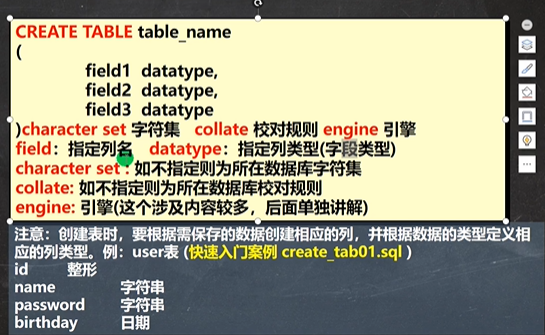 CREATE TABLE table_name
(
field1 datatype,
field2 datatype,
field3 datatype
)character set 字符集 collate 校对规则 engine 引擎
field：指定列名 datatype：指定列类型(字段类型)
character set : 如不指定则为所在数据库字符集
collate: 如不指定则为所在数据库校对规则
engine: 引擎(这个涉及内容较多，后面单独讲解)
注意：创建表时，要根据需保存的数据创建相应的列，并根据数据的类型定义相
应的列类型。例：user表 (快速入门案例 create_tab01.sql )
id 整形
name 字符串
password 字符串
birthday 日期